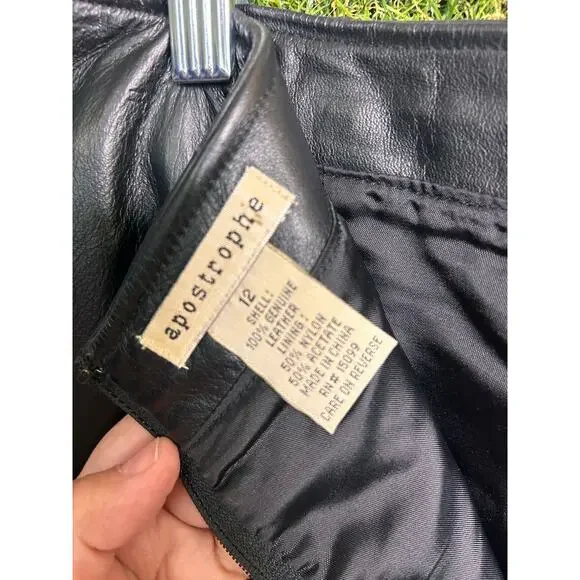 apostrophe
12
SHELL:
100% GENUINE
LEATHER
LINING:
50% NYLON
50% ACETATE
MADE IN CHINA
RN# 15099
CARE ON REVERSE